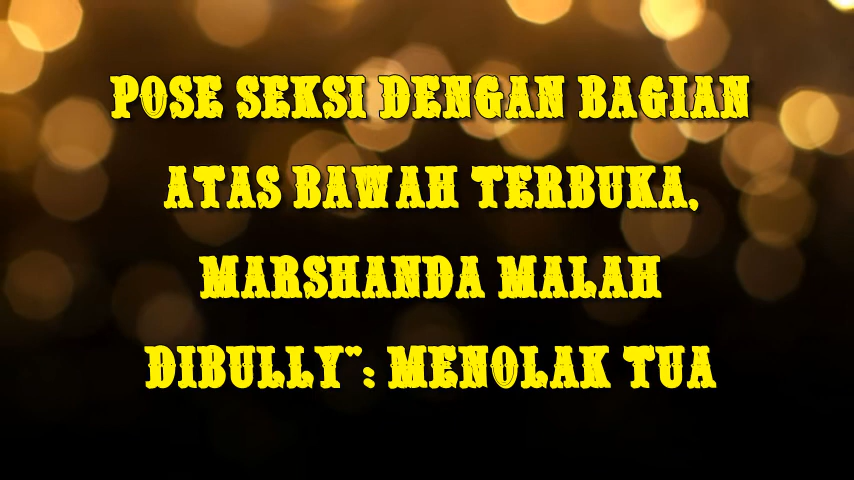 POSE SEKSI DENGAN BAGIAN
ATAS BAWAH TERBUKA,
MARSHANDA MALAH
DIBULLY": MENOLAK TUA